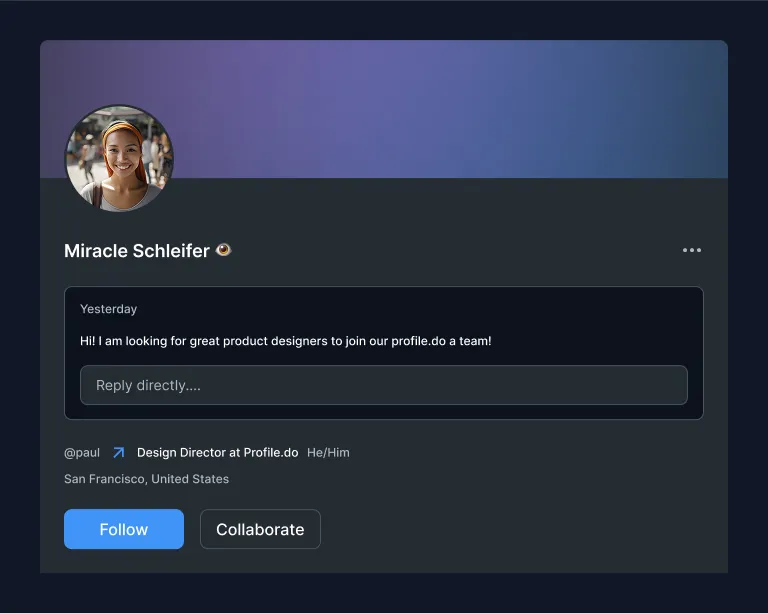 Miracle Schleifer 👁️
Yesterday
Hi! I am looking for great product designers to join our profile.do a team!
Reply directly....
@paul Design Director at Profile.do He/Him
San Francisco, United States
Follow Collaborate